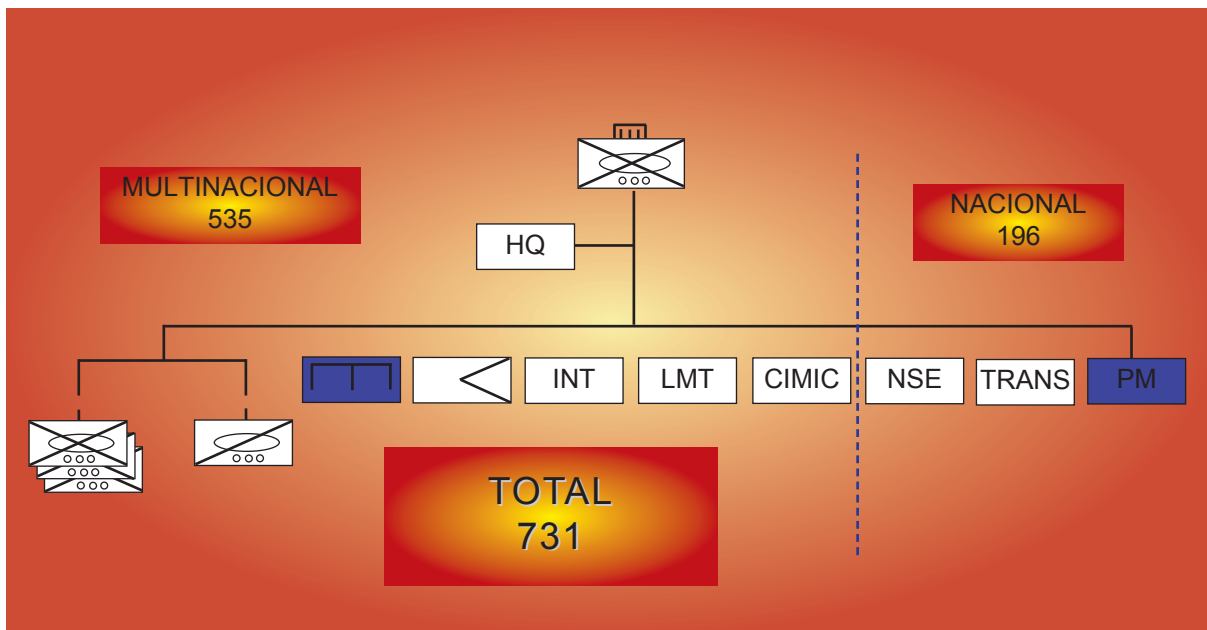 MULTINACIONAL
535
NACIONAL
196
HQ
INT
LMT
CIMIC
NSE
TRANS
PM
TOTAL
731